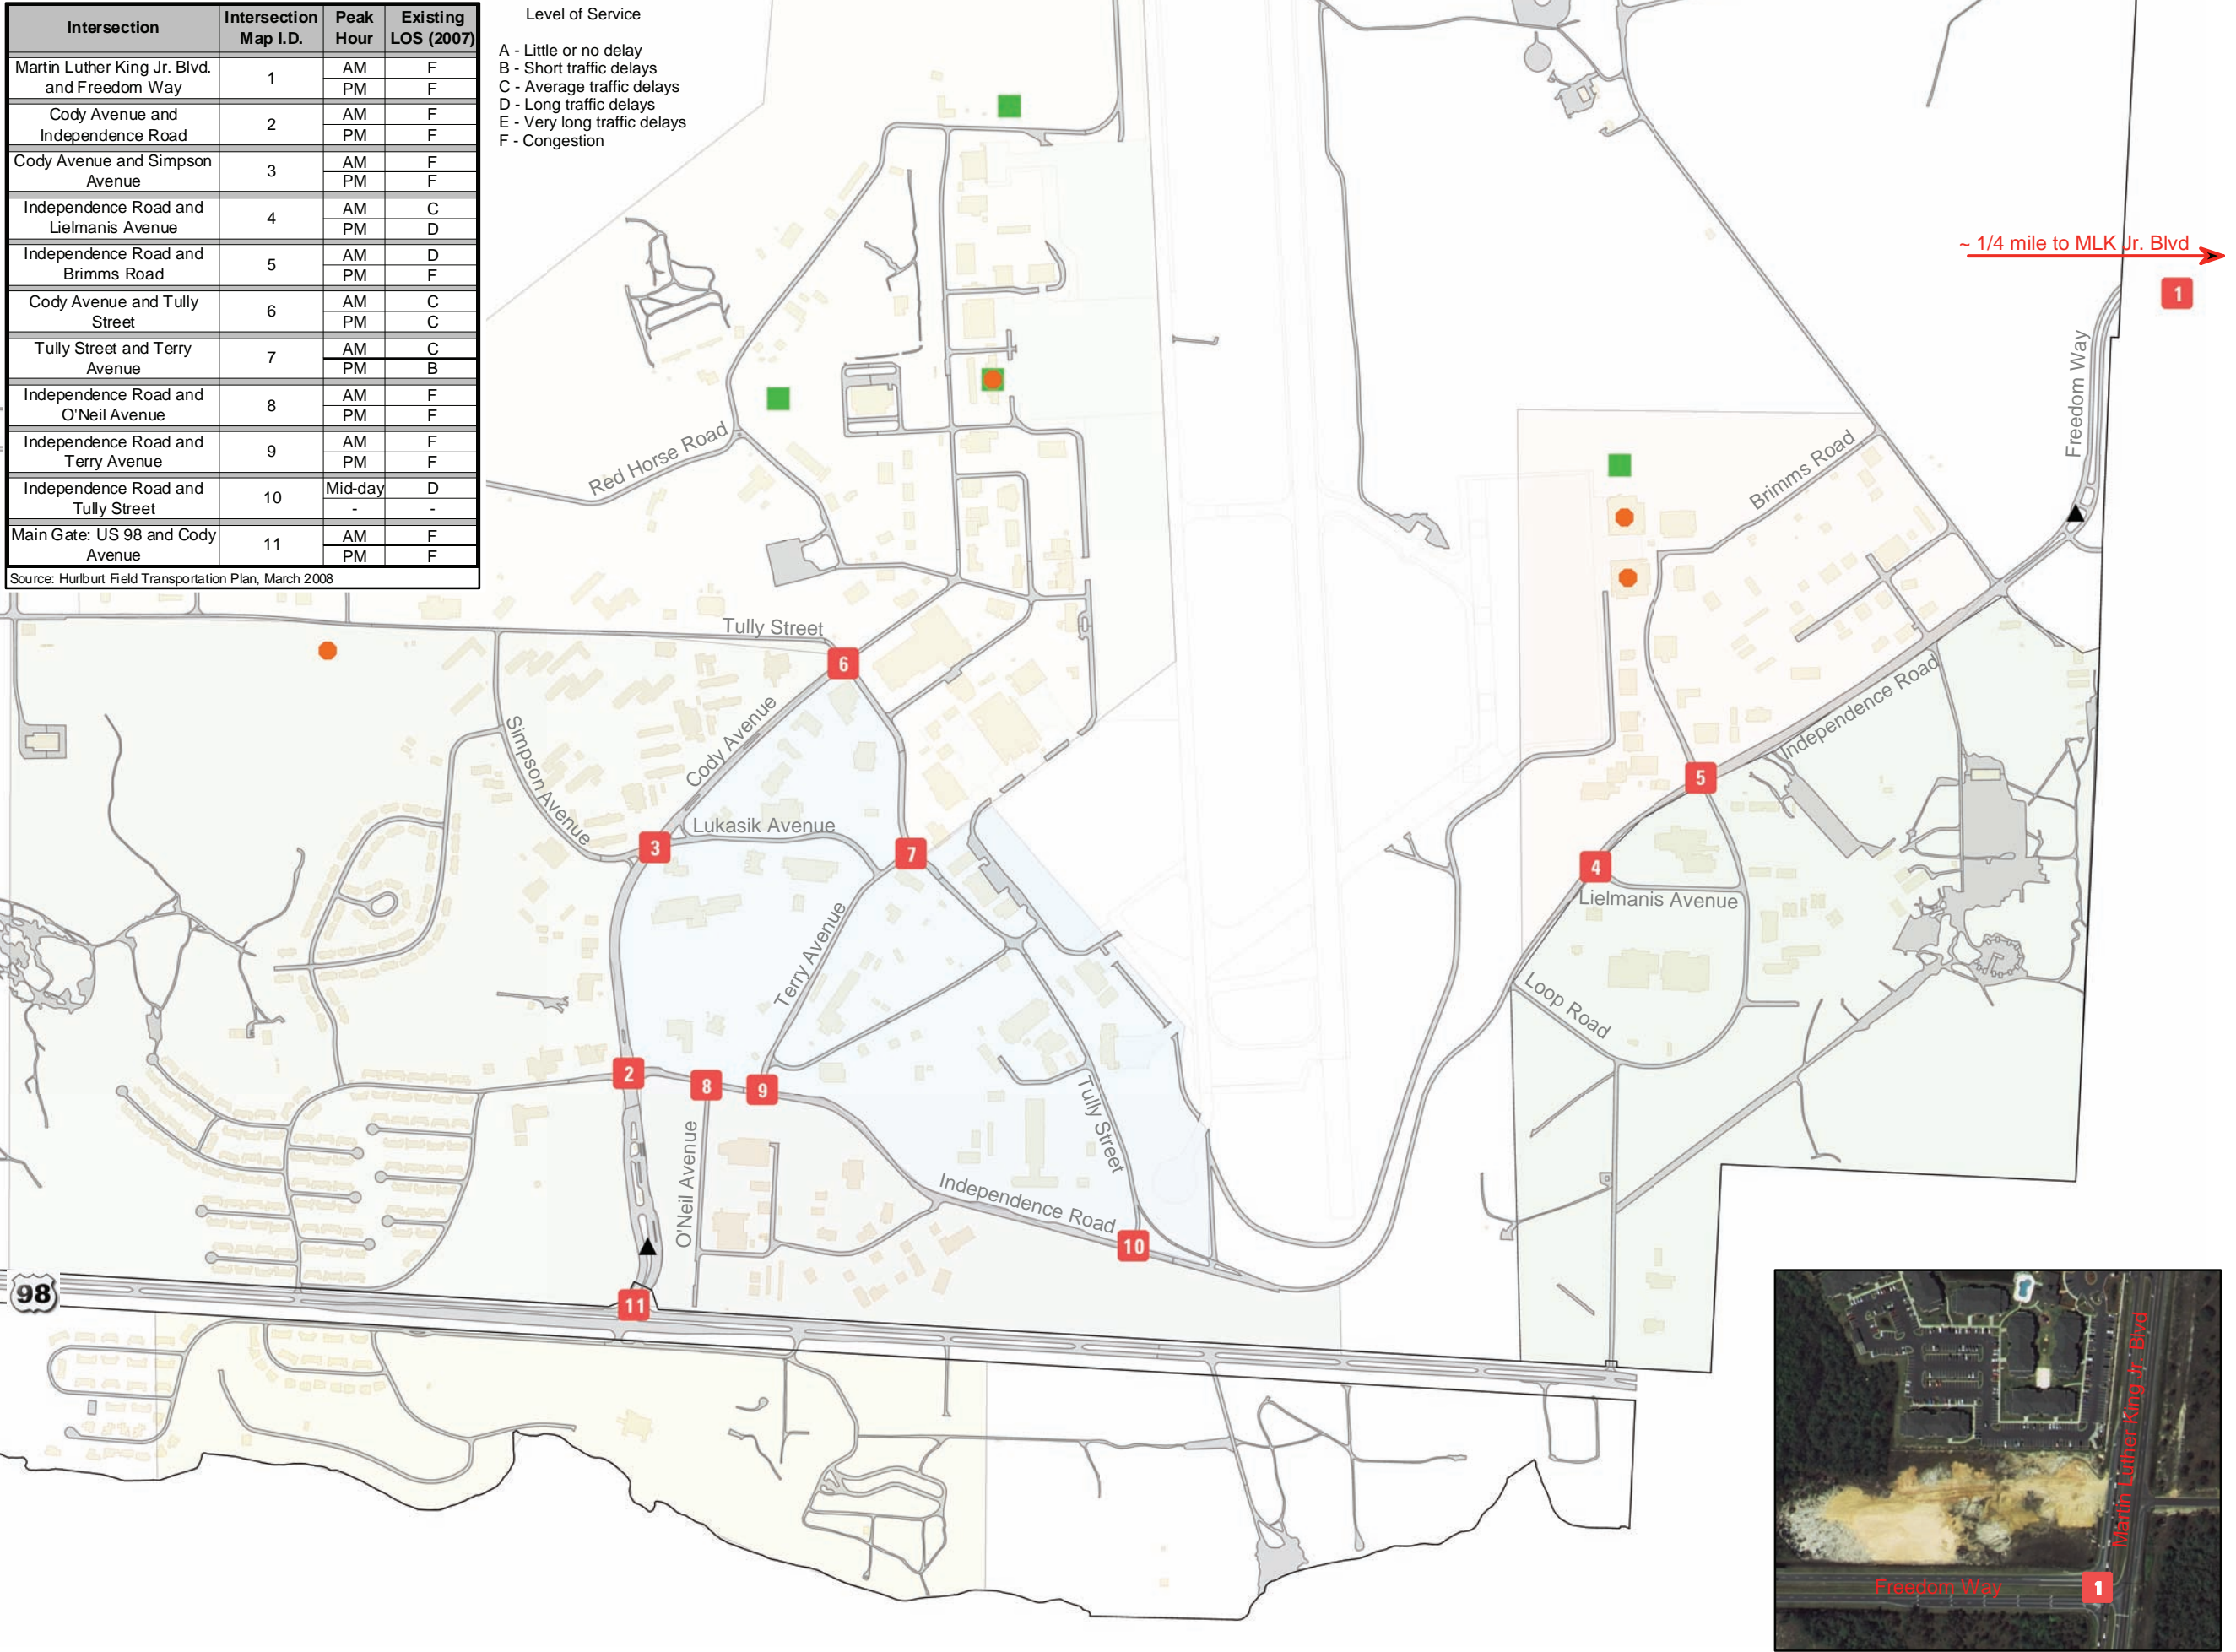 Intersection
Intersection Map I.D.
Peak Hour
Existing LOS (2007)
Martin Luther King Jr. Blvd. and Freedom Way 1 AM F
PM F
Cody Avenue and Independence Road 2 AM F
PM F
Cody Avenue and Simpson Avenue 3 AM F
PM F
Independence Road and Lielmanis Avenue 4 AM C
PM D
Independence Road and Brimms Road 5 AM D
PM F
Cody Avenue and Tully Street 6 AM C
PM C
Tully Street and Terry Avenue 7 AM C
PM B
Independence Road and O'Neil Avenue 8 AM F
PM F
Independence Road and Terry Avenue 9 AM F
PM F
Independence Road and Tully Street 10 Mid-day D
- -
Main Gate: US 98 and Cody Avenue 11 AM F
PM F
Source: Hurlburt Field Transportation Plan, March 2008
Level of Service
A - Little or no delay
B - Short traffic delays
C - Average traffic delays
D - Long traffic delays
E - Very long traffic delays
F - Congestion
~ 1/4 mile to MLK Jr. Blvd
1
Freedom Way
Red Horse Road
Brimms Road
Tully Street
6
Independence Road
Simpson Avenue
Cody Avenue
5
Lukasik Avenue
3
7
4
Lielmanis Avenue
Terry Avenue
Loop Road
2
8
9
Tully Street
O'Neil Avenue
Independence Road
10
98
11
Martin Luther King Jr. Blvd
Freedom Way
1